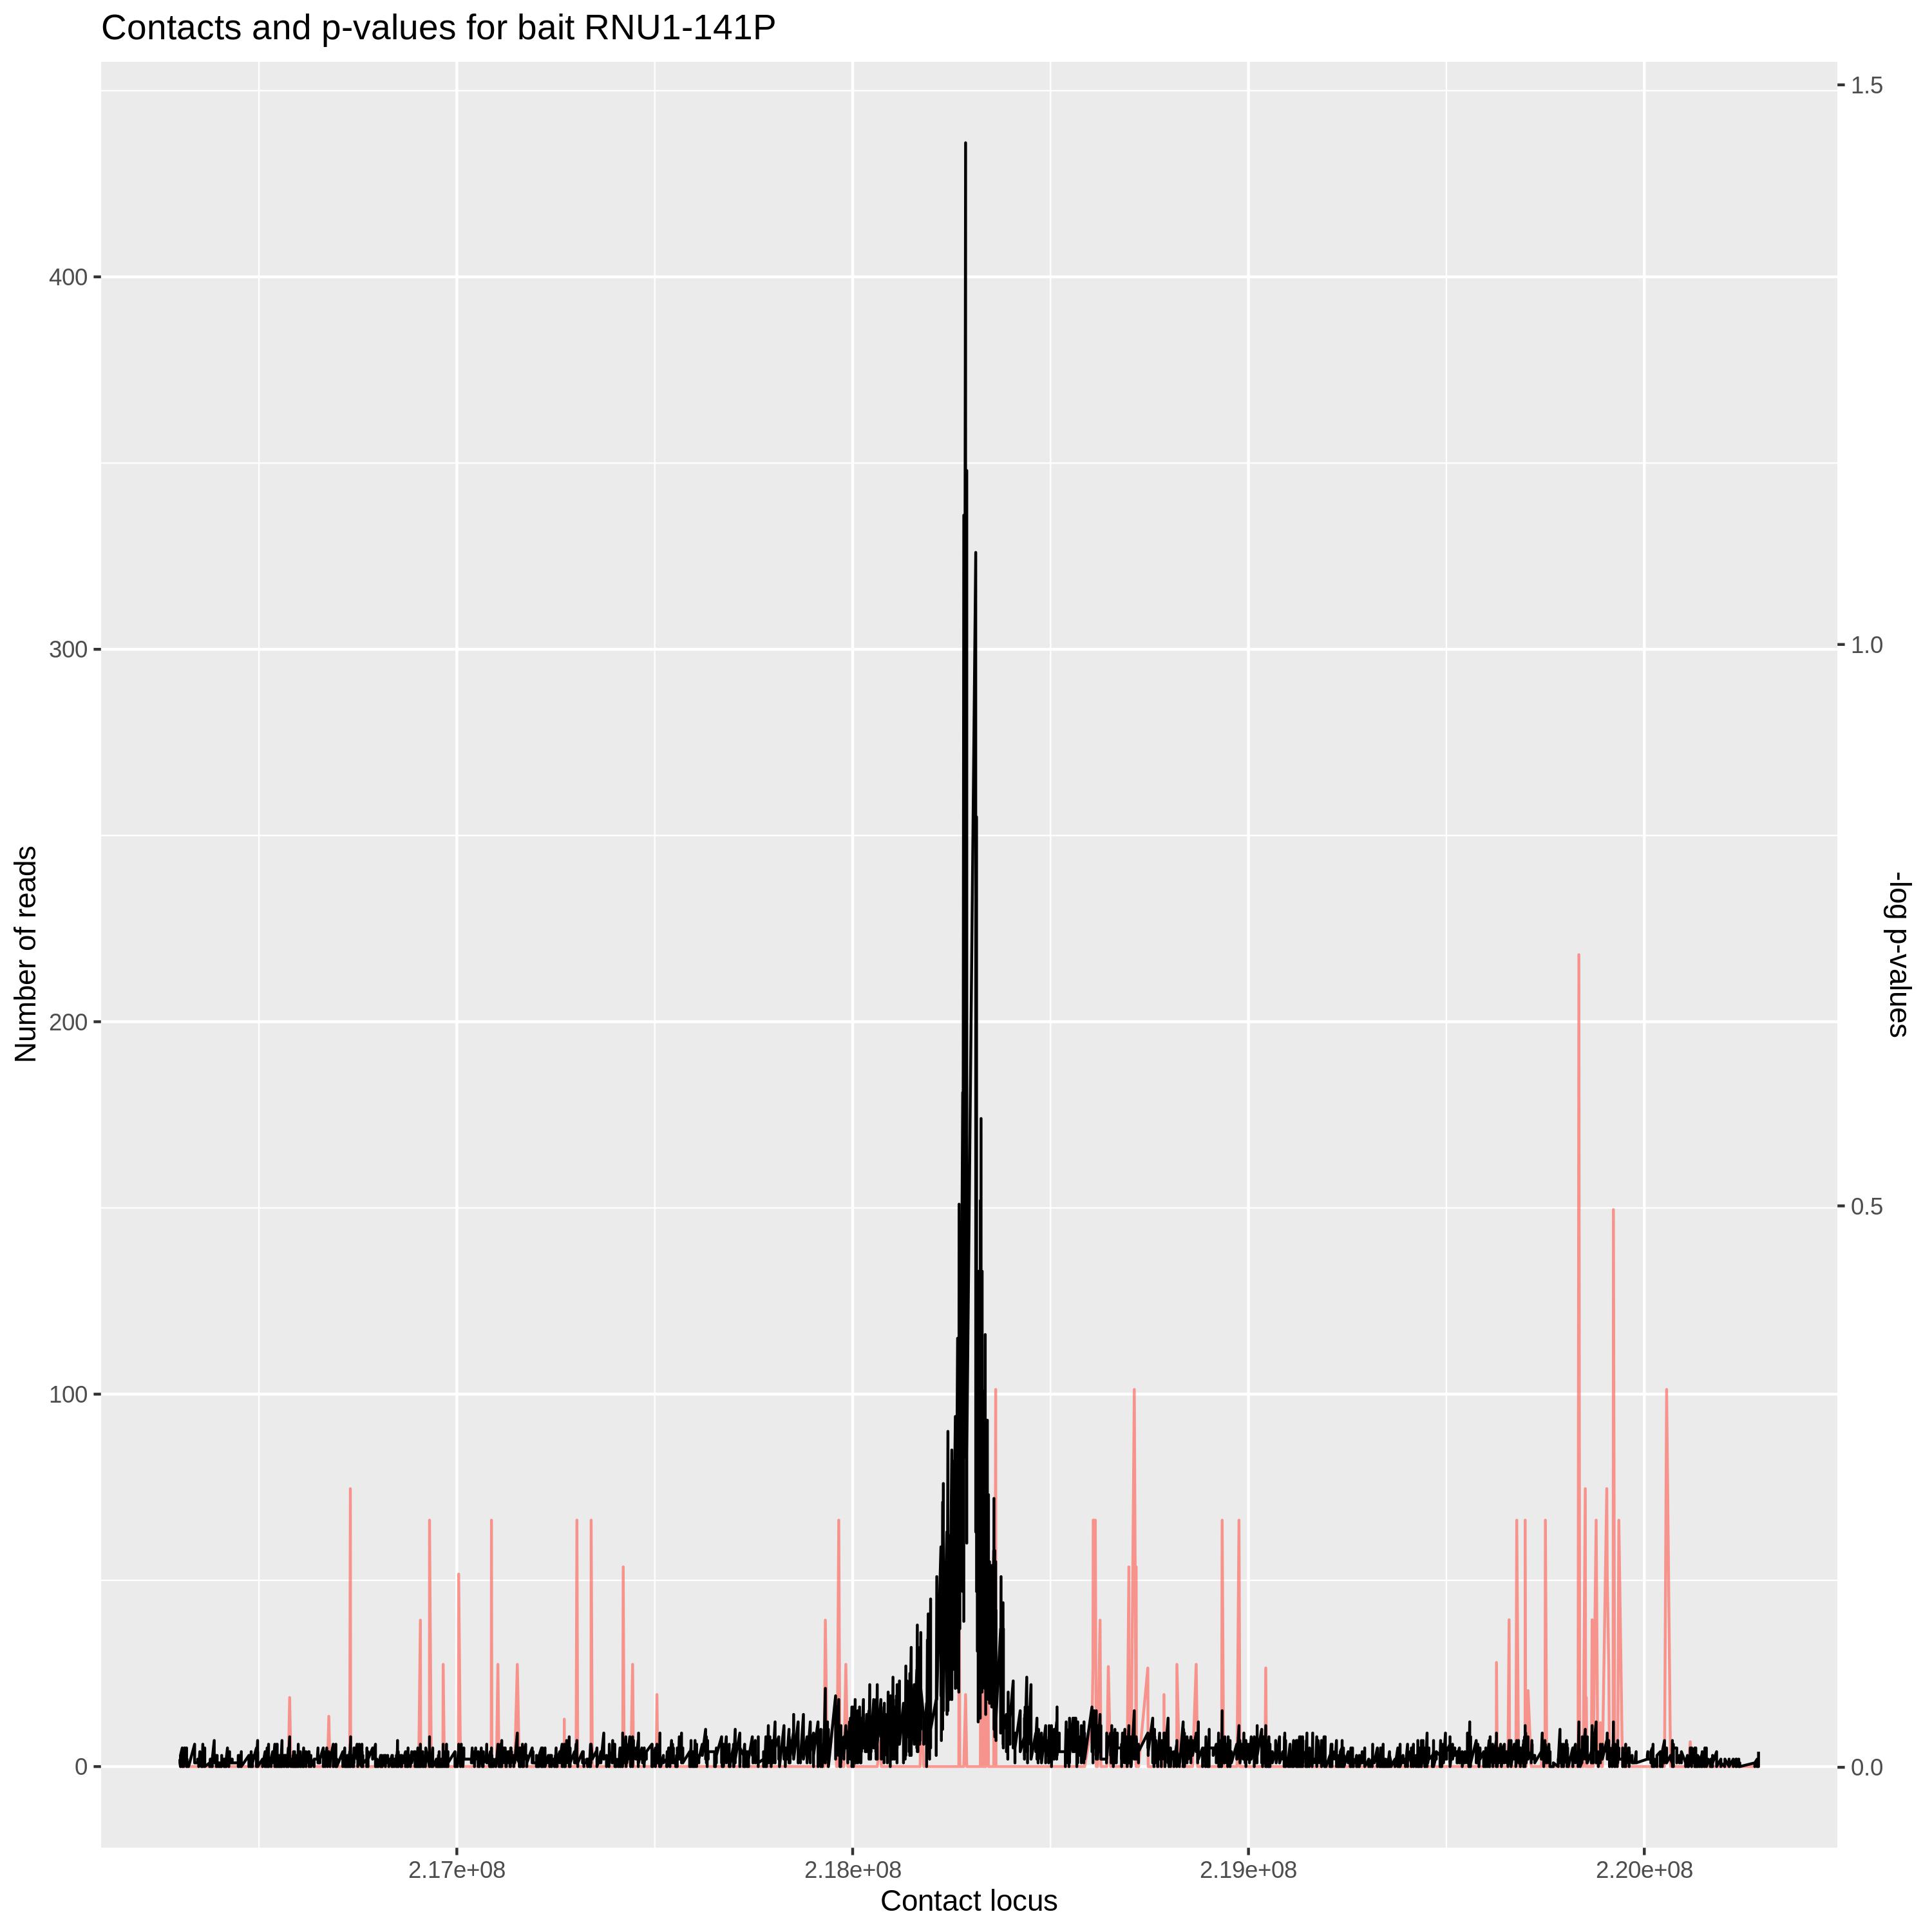 Contacts and p-values for bait RNU1-141P
1.5
400
300
1.0
Number of reads
-log p-values
200
0.5
100
0
0.0
2.17e+08
2.18e+08
2.19e+08
2.20e+08
Contact locus